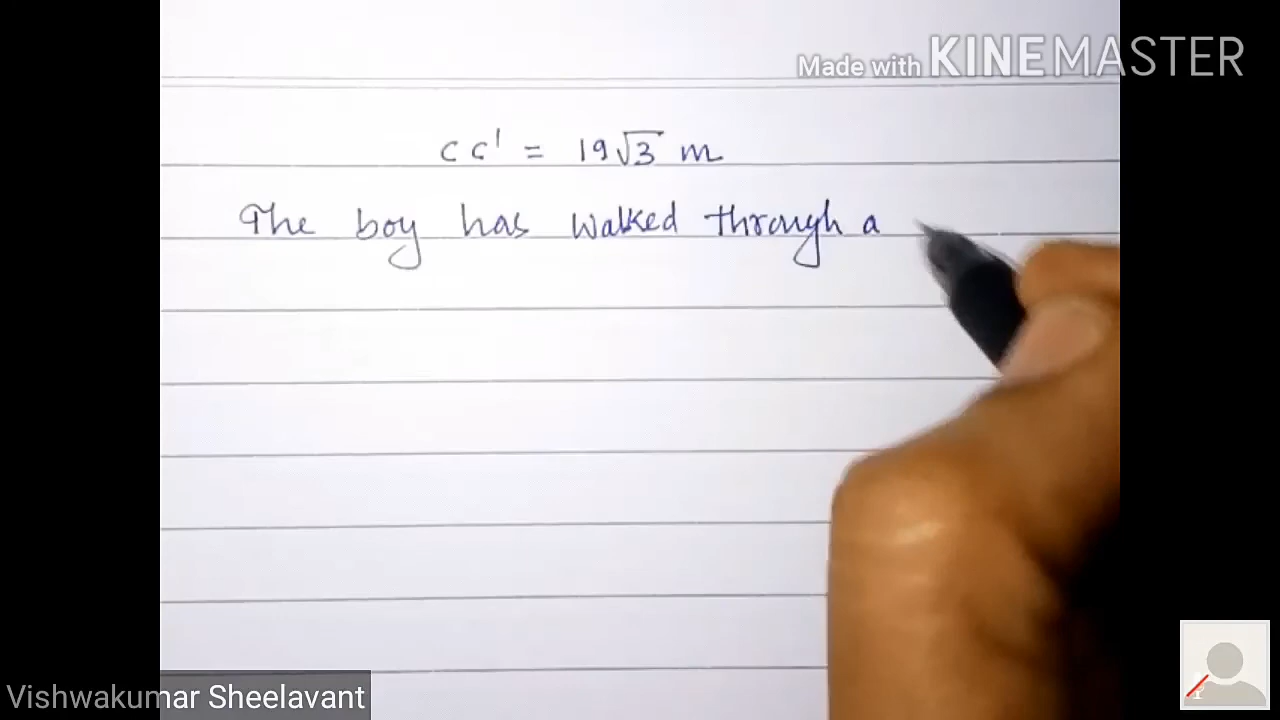 Made with KINEMASTER
CC' = 19√3 m
The boy has walked through a
Vishwakumar Sheelavant